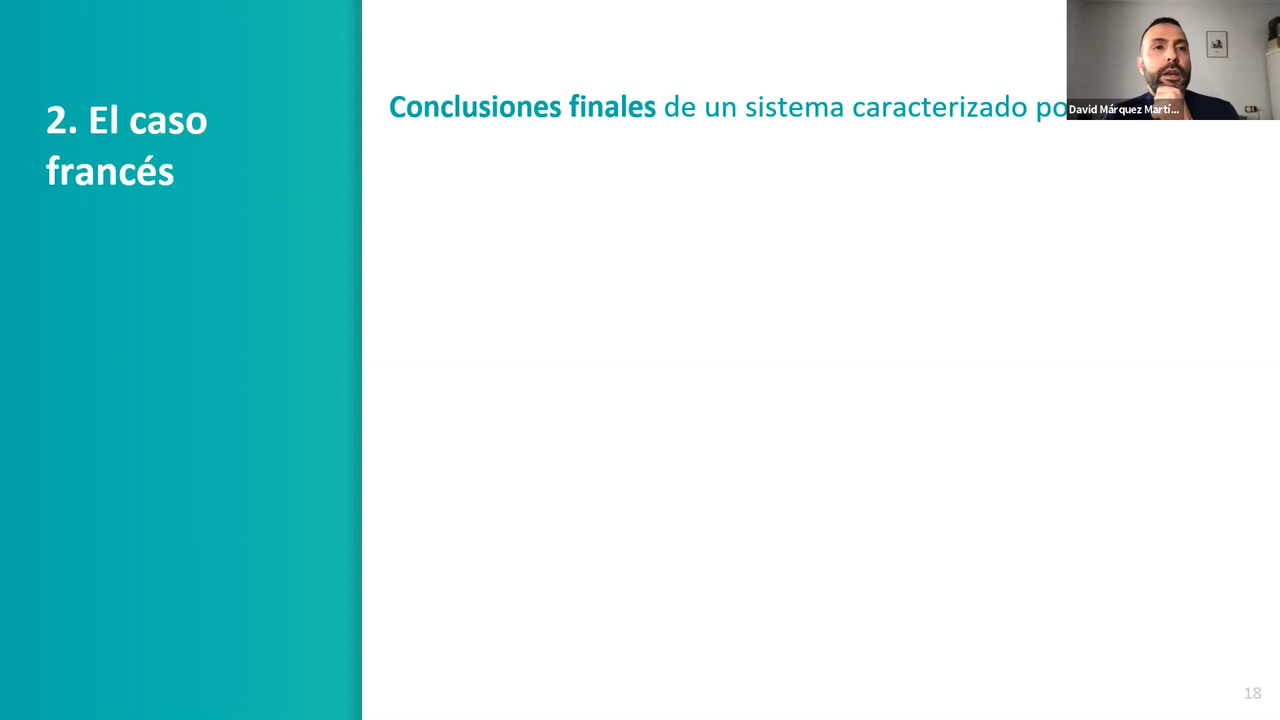 2. El caso
francés
Conclusiones finales de un sistema caracterizado po
David Márquez Martí...
18